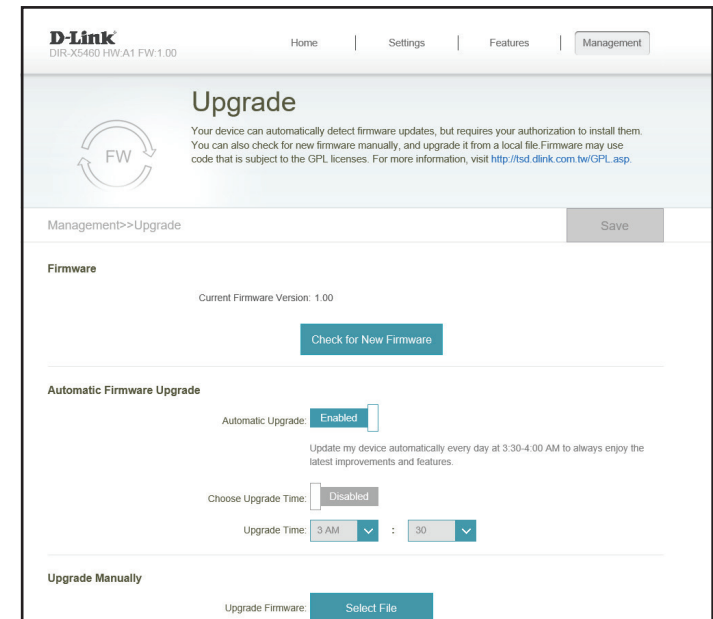 D-Link
DIR-X5460 HW:A1 FW:1.00
Home | Settings | Features | Management
Upgrade
Your device can automatically detect firmware updates, but requires your authorization to install them.
You can also check for new firmware manually, and upgrade it from a local file.Firmware may use
code that is subject to the GPL licenses. For more information, visit http://tsd.dlink.com.tw/GPL.asp.
FW
Management>>Upgrade
Save
Firmware
Current Firmware Version: 1.00
Check for New Firmware
Automatic Firmware Upgrade
Automatic Upgrade: Enabled
Update my device automatically every day at 3:30-4:00 AM to always enjoy the
latest improvements and features.
Choose Upgrade Time: Disabled
Upgrade Time: 3 AM : 30
Upgrade Manually
Upgrade Firmware: Select File